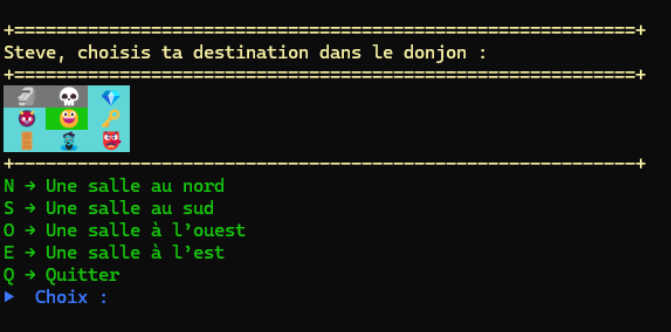 +===========================================================+
Steve, choisis ta destination dans le donjon :
+===========================================================+
+-----------------------------------------------------------+
N → Une salle au nord
S → Une salle au sud
O → Une salle à l’ouest
E → Une salle à l’est
Q → Quitter
▶ Choix :